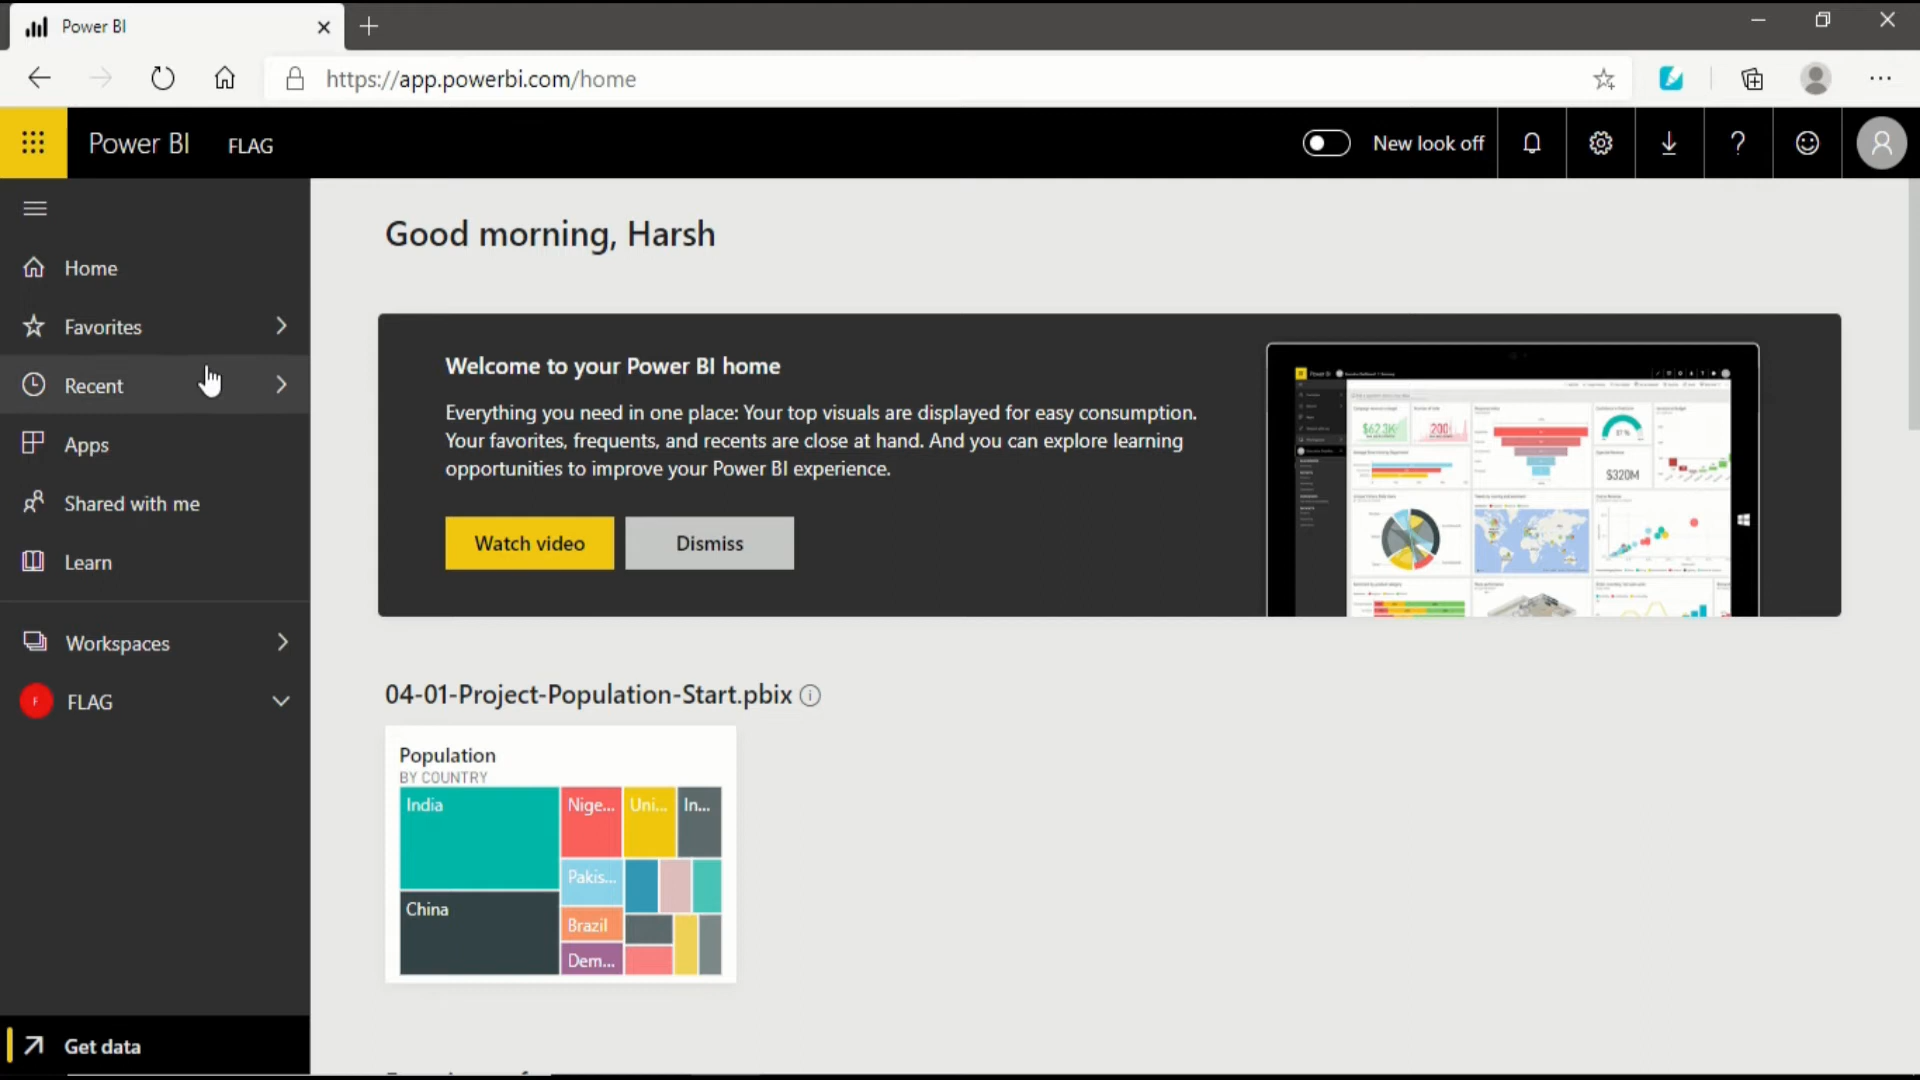 Power BI
https://app.powerbi.com/home
Power BI
FLAG
New look off
Home
Favorites
Recent
Apps
Shared with me
Learn
Workspaces
F
FLAG
Get data
Good morning, Harsh
Welcome to your Power BI home
Everything you need in one place: Your top visuals are displayed for easy consumption.
Your favorites, frequents, and recents are close at hand. And you can explore learning
opportunities to improve your Power BI experience.
Watch video
Dismiss
$62.3K
200
$320M
04-01-Project-Population-Start.pbix
Population
BY COUNTRY
India
Nige...
Uni...
In...
Pakis...
China
Brazil
Dem...